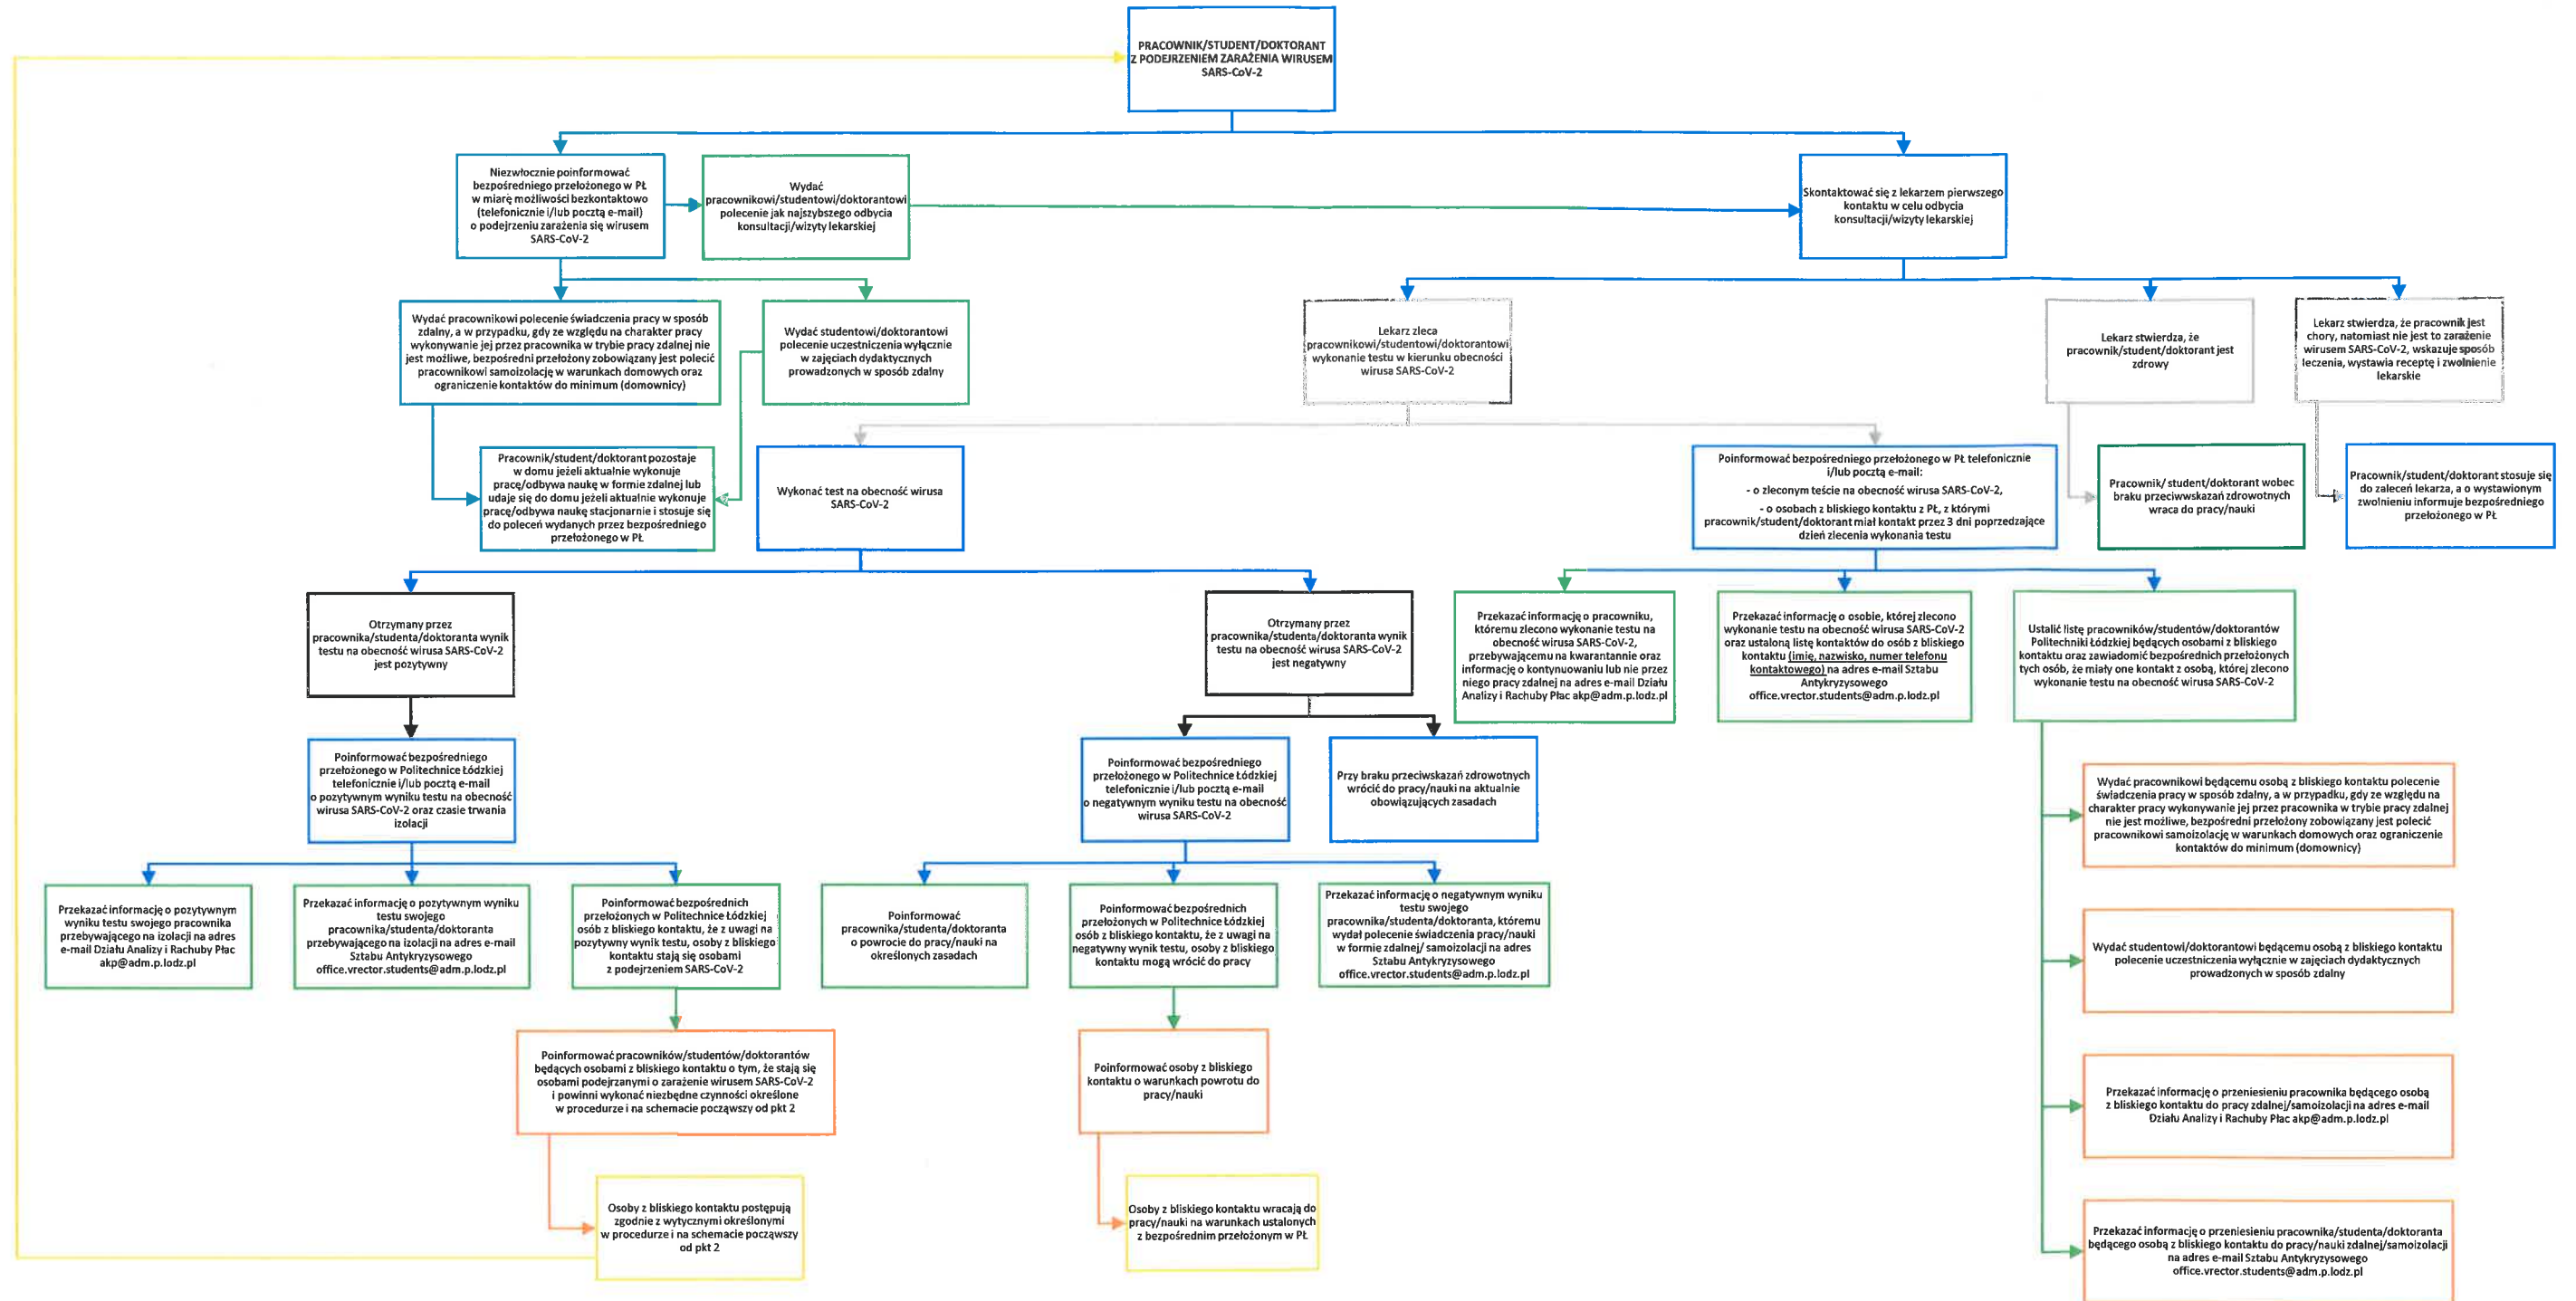 PRACOWNIK/STUDENT/DOKTORANT
Z PODEJRZENIEM ZARAŻENIA WIRUSEM
SARS-CoV-2
Niezwłocznie poinformować
bezpośredniego przełożonego w PŁ
w miarę możliwości bezkontaktowo
(telefonicznie i/lub pocztą e-mail)
o podejrzeniu zarażenia się wirusem
SARS-CoV-2
Wydać
pracownikowi/studentowi/doktorantowi
polecenie jak najszybszego odbycia
konsultacji/wizyty lekarskiej
Skontaktować się z lekarzem pierwszego
kontaktu w celu odbycia
konsultacji/wizyty lekarskiej
Wydać pracownikowi polecenie świadczenia pracy w sposób
zdalny, a w przypadku, gdy ze względu na charakter pracy
wykonywanie jej przez pracownika w trybie pracy zdalnej nie
jest możliwe, bezpośredni przełożony zobowiązany jest polecić
pracownikowi samoizolację w warunkach domowych oraz
ograniczenie kontaktów do minimum (domownicy)
Wydać studentowi/doktorantowi
polecenie uczestniczenia wyłącznie
w zajęciach dydaktycznych
prowadzonych w sposób zdalny
Lekarz zleca
pracownikowi/studentowi/doktorantowi
wykonanie testu w kierunku obecności
wirusa SARS-CoV-2
Lekarz stwierdza, że
pracownik/student/doktorant jest
zdrowy
Lekarz stwierdza, że pracownik jest
chory, natomiast nie jest to zarażenie
wirusem SARS-CoV-2, wskazuje sposób
leczenia, wystawia receptę i zwolnienie
lekarskie
Pracownik/student/doktorant pozostaje
w domu jeżeli aktualnie wykonuje
pracę/odbywa naukę w formie zdalnej lub
udaje się do domu jeżeli aktualnie wykonuje
pracę/odbywa naukę stacjonarnie i stosuje się
do poleceń wydanych przez bezpośredniego
przełożonego w PŁ
Wykonać test na obecność wirusa
SARS-CoV-2
Poinformować bezpośredniego przełożonego w PŁ telefonicznie
i/lub pocztą e-mail:
- o zleconym teście na obecność wirusa SARS-CoV-2,
- o osobach z bliskiego kontaktu z PŁ, z którymi
pracownik/student/doktorant miał kontakt przez 3 dni poprzedzające
dzień zlecenia wykonania testu
Pracownik/ student/doktorant wobec
braku przeciwwskazań zdrowotnych
wraca do pracy/nauki
Pracownik/student/doktorant stosuje się
do zaleceń lekarza, a o wystawionym
zwolnieniu informuje bezpośredniego
przełożonego w PŁ
Otrzymany przez
pracownika/studenta/doktoranta wynik
testu na obecność wirusa SARS-CoV-2
jest pozytywny
Otrzymany przez
pracownika/studenta/doktoranta wynik
testu na obecność wirusa SARS-CoV-2
jest negatywny
Przekazać informację o pracowniku,
któremu zlecono wykonanie testu na
obecność wirusa SARS-CoV-2,
przebywającemu na kwarantannie oraz
informację o kontynuowaniu lub nie przez
niego pracy zdalnej na adres e-mail Działu
Analizy i Rachuby Płac akp@adm.p.lodz.pl
Przekazać informację o osobie, której zlecono
wykonanie testu na obecność wirusa SARS-CoV-2
oraz ustaloną listę kontaktów do osób z bliskiego
kontaktu (imię, nazwisko, numer telefonu
kontaktowego) na adres e-mail Sztabu
Antykryzysowego
office.vrector.students@adm.p.lodz.pl
Ustalić listę pracowników/studentów/doktorantów
Politechniki Łódzkiej będących osobami z bliskiego
kontaktu oraz zawiadomić bezpośrednich przełożonych
tych osób, że miały one kontakt z osobą, której zlecono
wykonanie testu na obecność wirusa SARS-CoV-2
Poinformować bezpośredniego
przełożonego w Politechnice Łódzkiej
telefonicznie i/lub pocztą e-mail
o pozytywnym wyniku testu na obecność
wirusa SARS-CoV-2 oraz czasie trwania
izolacji
Poinformować bezpośredniego
przełożonego w Politechnice Łódzkiej
telefonicznie i/lub pocztą e-mail
o negatywnym wyniku testu na obecność
wirusa SARS-CoV-2
Przy braku przeciwskazań zdrowotnych
wrócić do pracy/nauki na aktualnie
obowiązujących zasadach
Wydać pracownikowi będącemu osobą z bliskiego kontaktu polecenie
świadczenia pracy w sposób zdalny, a w przypadku, gdy ze względu na
charakter pracy wykonywanie jej przez pracownika w trybie pracy zdalnej
nie jest możliwe, bezpośredni przełożony zobowiązany jest polecić
pracownikowi samoizolację w warunkach domowych oraz ograniczenie
kontaktów do minimum (domownicy)
Przekazać informację o pozytywnym
wyniku testu swojego pracownika
przebywającego na izolacji na adres
e-mail Działu Analizy i Rachuby Płac
akp@adm.p.lodz.pl
Przekazać informację o pozytywnym wyniku
testu swojego
pracownika/studenta/doktoranta
przebywającego na izolacji na adres e-mail
Sztabu Antykryzysowego
office.vrector.students@adm.p.lodz.pl
Poinformować bezpośrednich
przełożonych w Politechnice Łódzkiej
osób z bliskiego kontaktu, że z uwagi na
pozytywny wynik testu, osoby z bliskiego
kontaktu stają się osobami
z podejrzeniem SARS-CoV-2
Poinformować
pracownika/studenta/doktoranta
o powrocie do pracy/nauki na
określonych zasadach
Poinformować bezpośrednich
przełożonych w Politechnice Łódzkiej
osób z bliskiego kontaktu, że z uwagi na
negatywny wynik testu, osoby z bliskiego
kontaktu mogą wrócić do pracy
Przekazać informację o negatywnym wyniku
testu swojego
pracownika/studenta/doktoranta, któremu
wydał polecenie świadczenia pracy/nauki
w formie zdalnej/ samoizolacji na adres
Sztabu Antykryzysowego
office.vrector.students@adm.p.lodz.pl
Wydać studentowi/doktorantowi będącemu osobą z bliskiego kontaktu
polecenie uczestniczenia wyłącznie w zajęciach dydaktycznych
prowadzonych w sposób zdalny
Poinformować pracowników/studentów/doktorantów
będących osobami z bliskiego kontaktu o tym, że stają się
osobami podejrzanymi o zarażenie wirusem SARS-CoV-2
i powinni wykonać niezbędne czynności określone
w procedurze i na schemacie począwszy od pkt 2
Poinformować osoby z bliskiego
kontaktu o warunkach powrotu do
pracy/nauki
Przekazać informację o przeniesieniu pracownika będącego osobą
z bliskiego kontaktu do pracy zdalnej/samoizolacji na adres e-mail
Działu Analizy i Rachuby Płac akp@adm.p.lodz.pl
Osoby z bliskiego kontaktu postępują
zgodnie z wytycznymi określonymi
w procedurze i na schemacie począwszy
od pkt 2
Osoby z bliskiego kontaktu wracają do
pracy/nauki na warunkach ustalonych
z bezpośrednim przełożonym w PŁ
Przekazać informację o przeniesieniu pracownika/studenta/doktoranta
będącego osobą z bliskiego kontaktu do pracy/nauki zdalnej/samoizolacji
na adres e-mail Sztabu Antykryzysowego
office.vrector.students@adm.p.lodz.pl